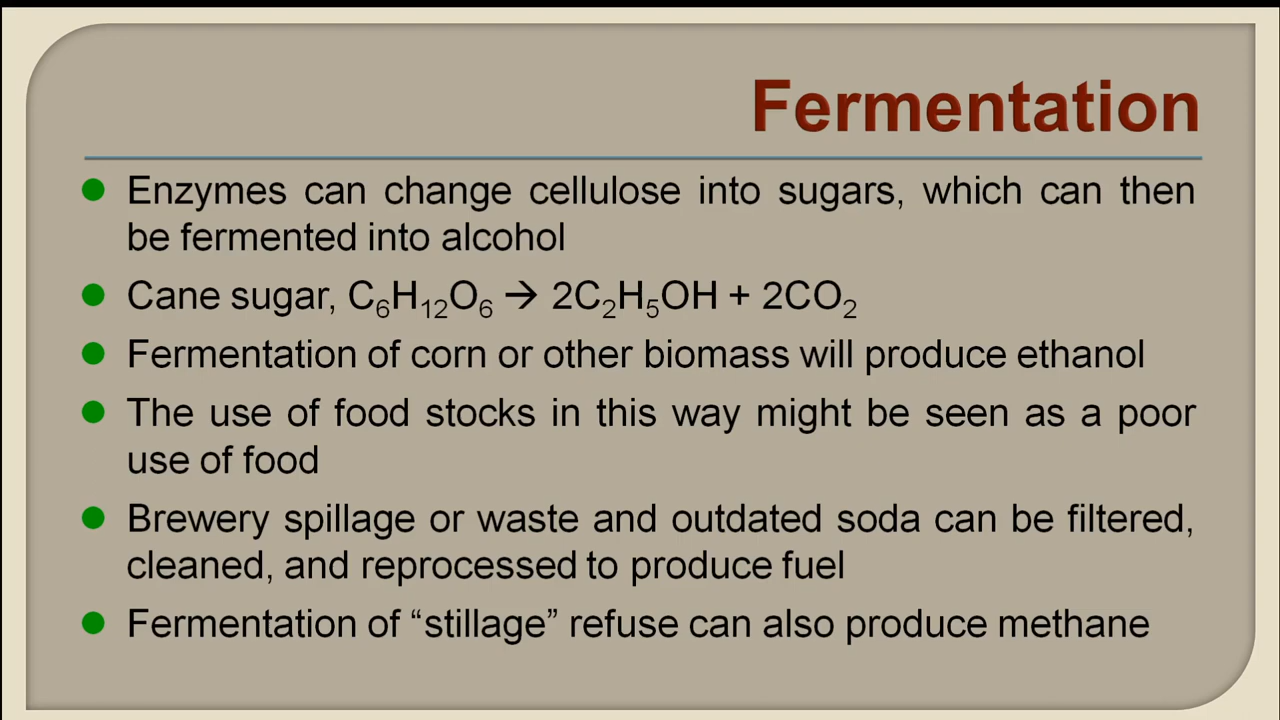 Fermentation
Enzymes can change cellulose into sugars, which can then
be fermented into alcohol
Cane sugar, C₆H₁₂O₆ → 2C₂H₅OH + 2CO₂
Fermentation of corn or other biomass will produce ethanol
The use of food stocks in this way might be seen as a poor
use of food
Brewery spillage or waste and outdated soda can be filtered,
cleaned, and reprocessed to produce fuel
Fermentation of “stillage” refuse can also produce methane